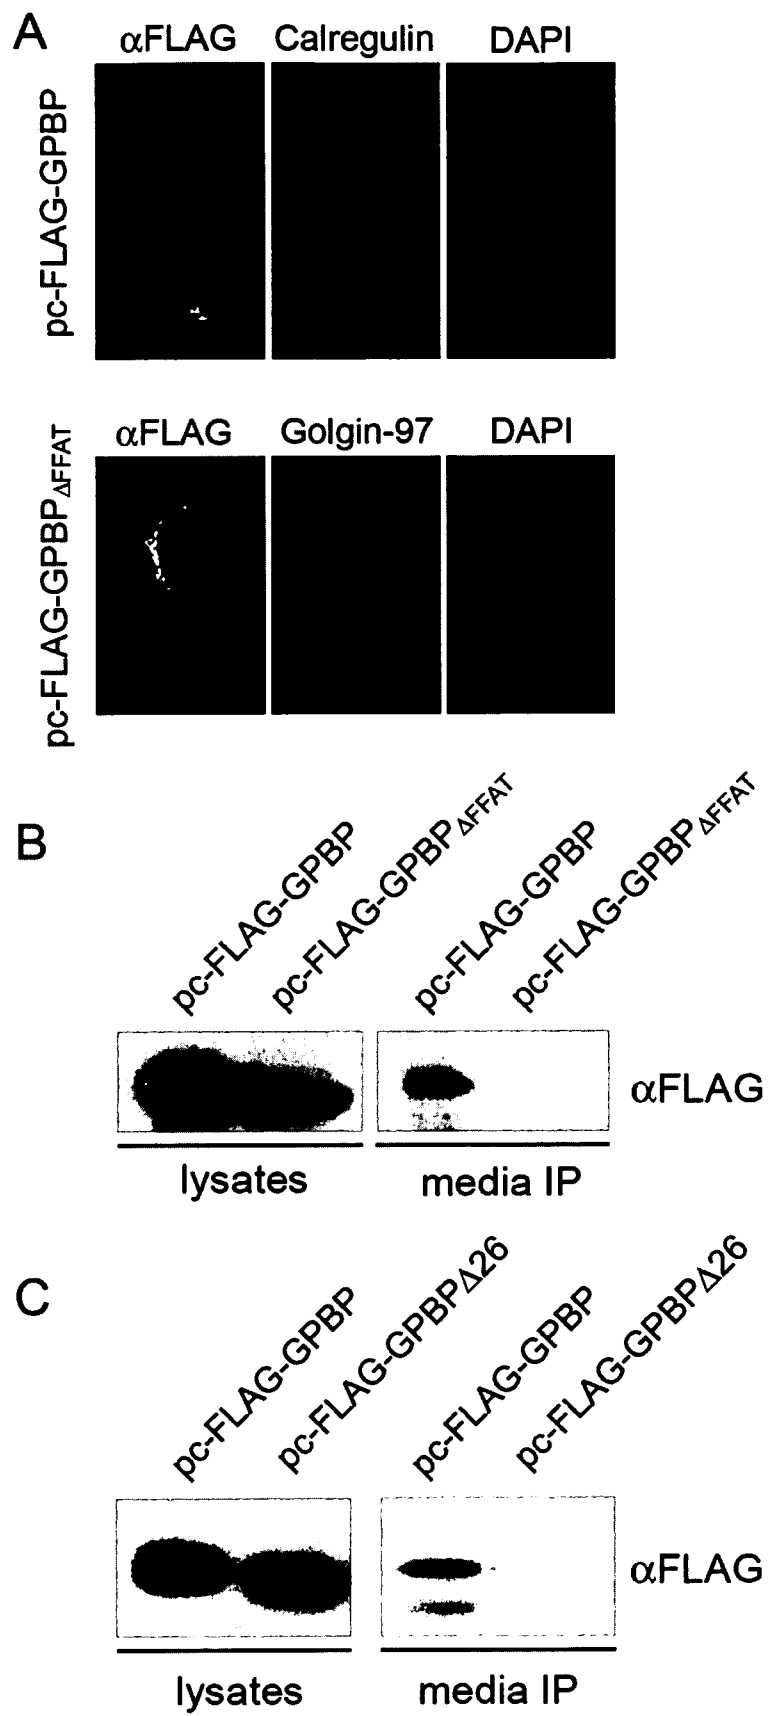 A
αFLAG Calregulin DAPI
pc-FLAG-GPBP
αFLAG Golgin-97 DAPI
pc-FLAG-GPBPΔFFAT
B
pc-FLAG-GPBP pc-FLAG-GPBPΔFFAT pc-FLAG-GPBP pc-FLAG-GPBPΔFFAT
αFLAG
lysates media IP
C
pc-FLAG-GPBP pc-FLAG-GPBPΔ26 pc-FLAG-GPBP pc-FLAG-GPBPΔ26
αFLAG
lysates media IP